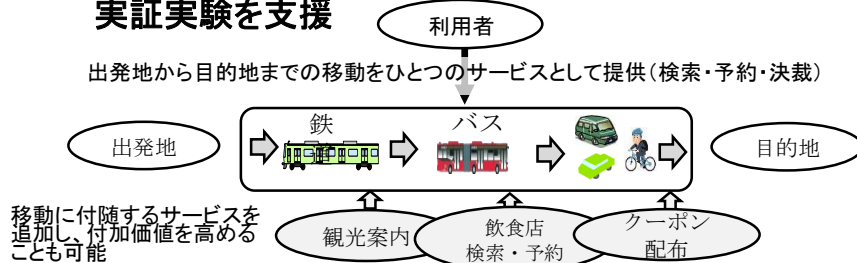 実証実験を支援
利用者
出発地から目的地までの移動をひとつのサービスとして提供(検索・予約・決裁)
鉄
バス
出発地
目的地
移動に付随するサービスを
追加し、付加価値を高める
ことも可能
観光案内
飲食店
検索・予約
クーポン
配布